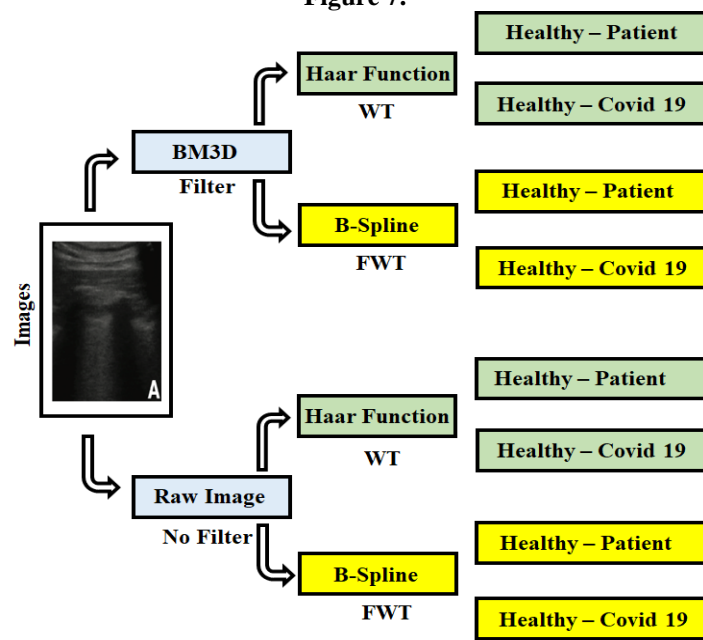 Figure 7.
Healthy – Patient
Haar Function
WT
Healthy – Covid 19
BM3D
Filter
Healthy – Patient
B-Spline
FWT
Healthy – Covid 19
Images
A
Healthy – Patient
Haar Function
WT
Healthy – Covid 19
Raw Image
No Filter
Healthy – Patient
B-Spline
FWT
Healthy – Covid 19